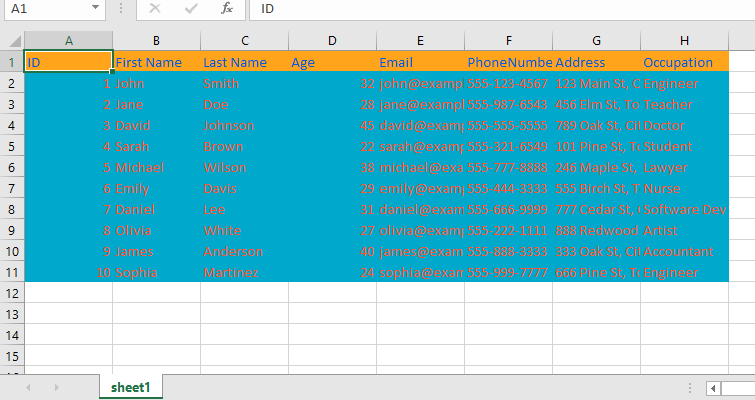 A1 fx ID
A B C D E F G H
1 ID First Name Last Name Age Email PhoneNumbe Address Occupation
2 1 John Smith 32 john@examp 555-123-4567 123 Main St, C Engineer
3 2 Jane Doe 28 jane@exampl 555-987-6543 456 Elm St, To Teacher
4 3 David Johnson 45 david@exam 555-555-5555 789 Oak St, Ci Doctor
5 4 Sarah Brown 22 sarah@exam 555-321-6549 101 Pine St, T Student
6 5 Michael Wilson 38 michael@exa 555-777-8888 246 Maple St, Lawyer
7 6 Emily Davis 29 emily@exam 555-444-3333 555 Birch St, T Nurse
8 7 Daniel Lee 31 daniel@exam 555-666-9999 777 Cedar St, Software Dev
9 8 Olivia White 27 olivia@exam 555-222-1111 888 Redwood Artist
10 9 James Anderson 40 james@exam 555-888-3333 333 Oak St, Ci Accountant
11 10 Sophia Martinez 24 sophia@exam 555-999-7777 666 Pine St, T Engineer
12
13
14
15
sheet1